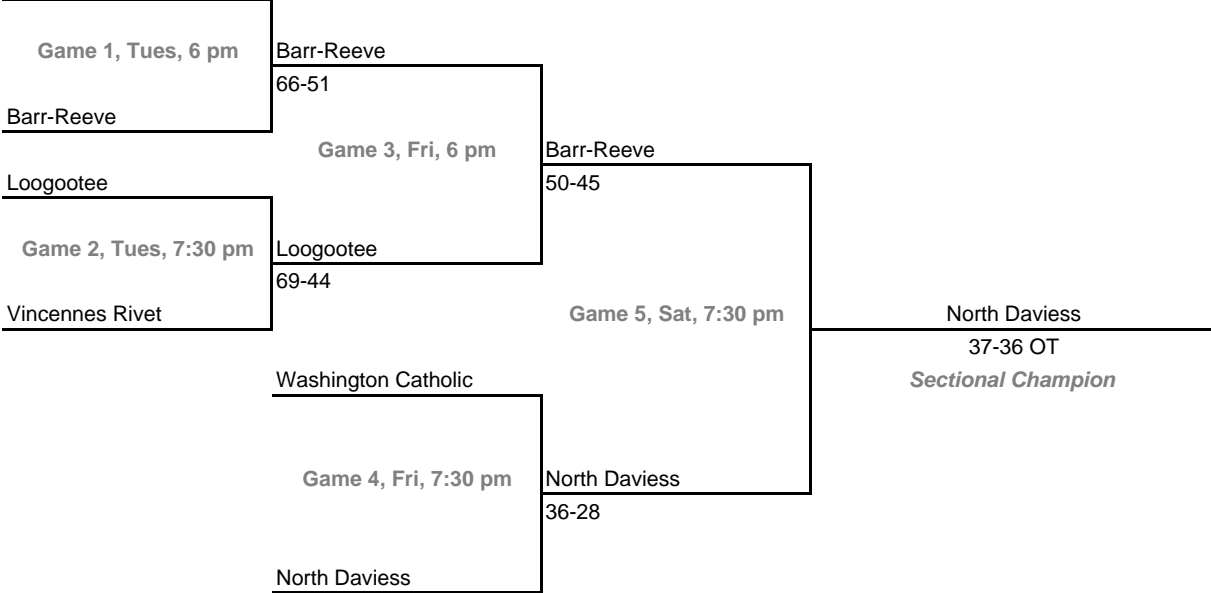 Game 1, Tues, 6 pm
Barr-Reeve
66-51
Barr-Reeve
Game 3, Fri, 6 pm
Barr-Reeve
50-45
Loogootee
Game 2, Tues, 7:30 pm
Loogootee
69-44
Vincennes Rivet
Game 5, Sat, 7:30 pm
North Daviess
37-36 OT
Sectional Champion
Washington Catholic
Game 4, Fri, 7:30 pm
North Daviess
36-28
North Daviess